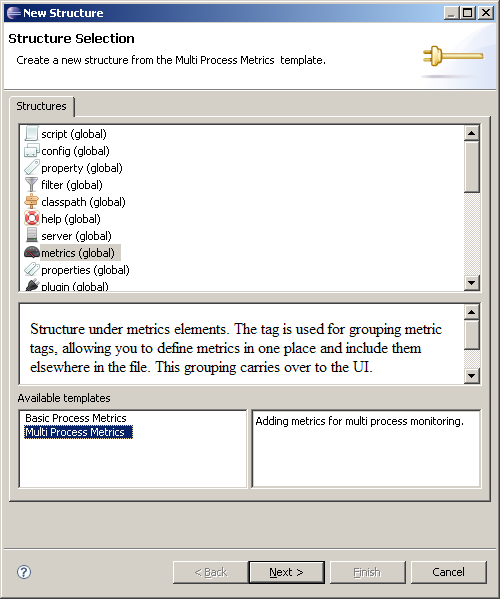 New Structure
Structure Selection
Create a new structure from the Multi Process Metrics  template.
Structures
script (global)
config (global)
property (global)
filter (global)
classpath (global)
help (global)
server (global)
metrics (global)
properties (global)
plugin (global)
Structure under metrics elements. The tag is used for grouping metric
tags, allowing you to define metrics in one place and include them
elsewhere in the file. This grouping carries over to the UI.
Available templates
Basic Process Metrics
Multi Process Metrics
Adding metrics for multi process monitoring.
?
< Back
Next >
Finish
Cancel